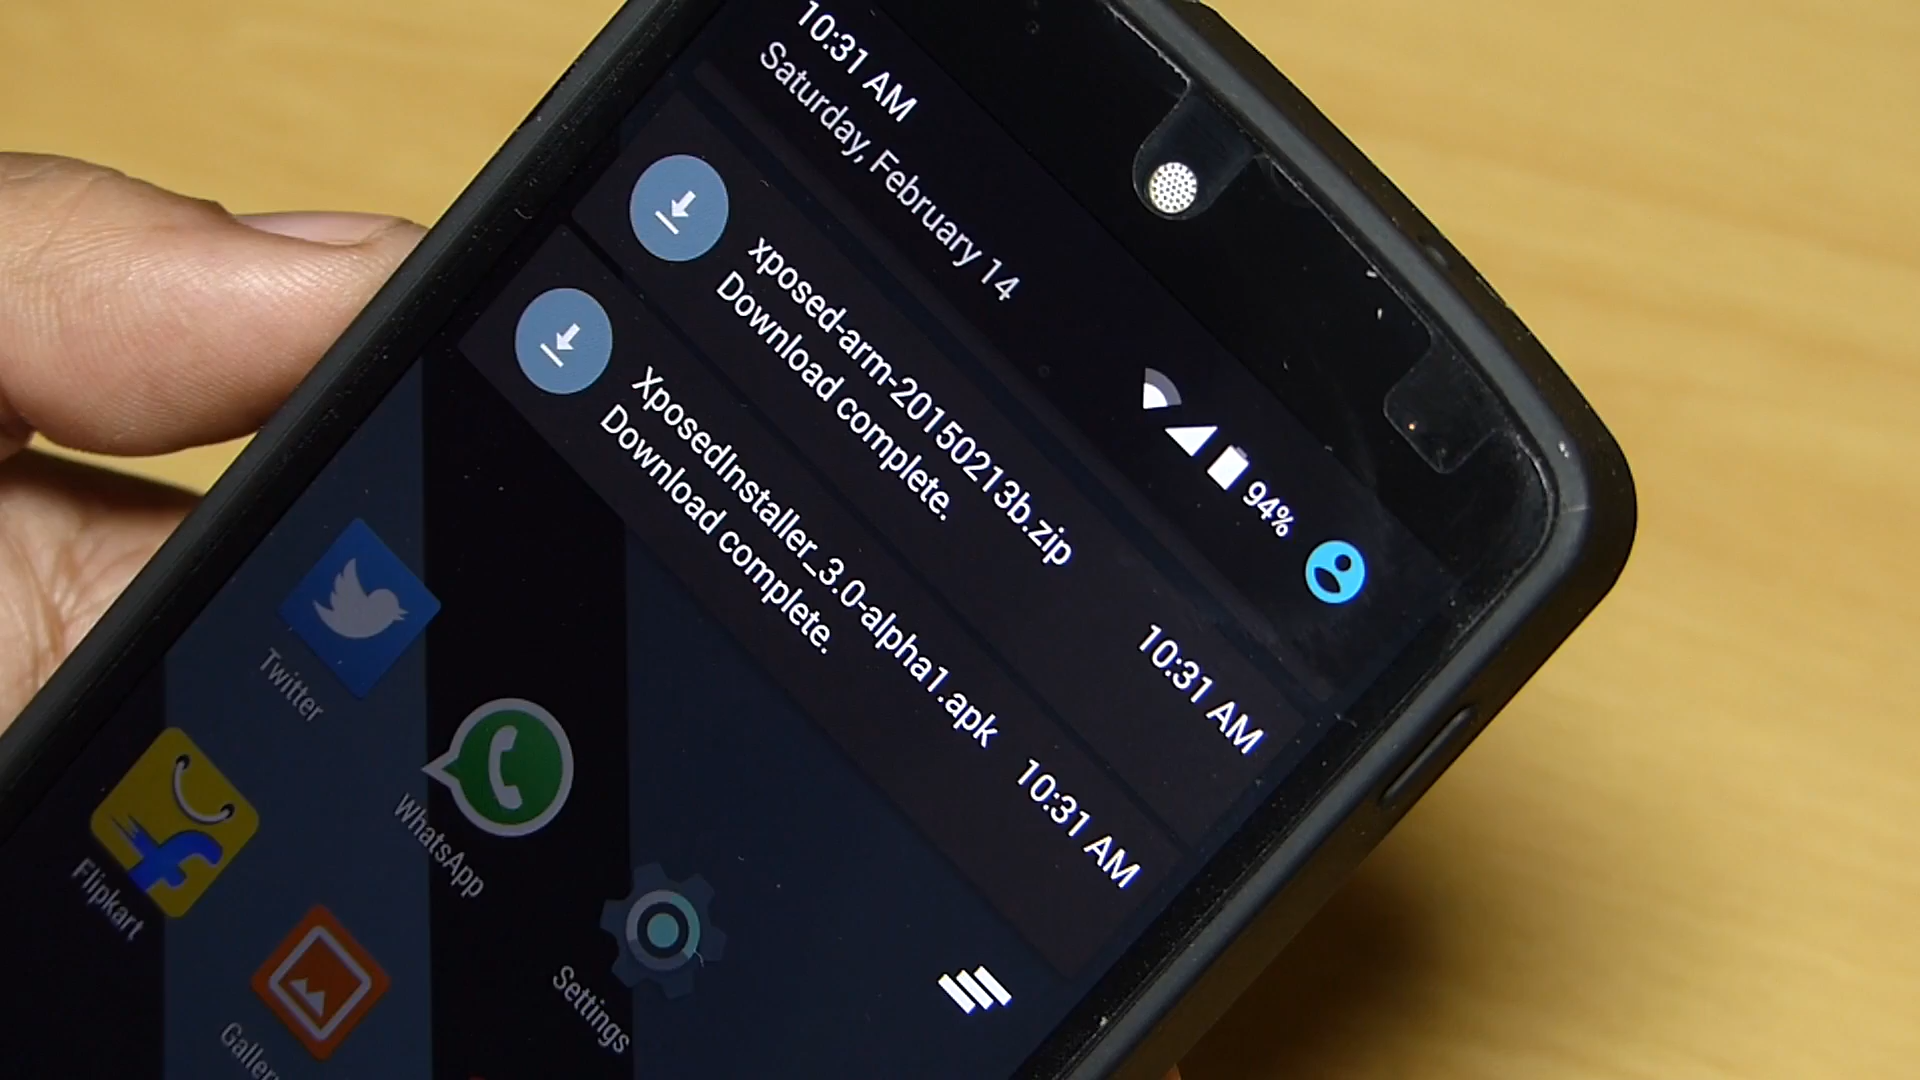 10:31 AM
Saturday, February 14
94%
xposed-arm-20150213b.zip
10:31 AM
Download complete.
XposedInstaller_3.0-alpha1.apk
10:31 AM
Download complete.
Twitter
WhatsApp
Settings
Flipkart